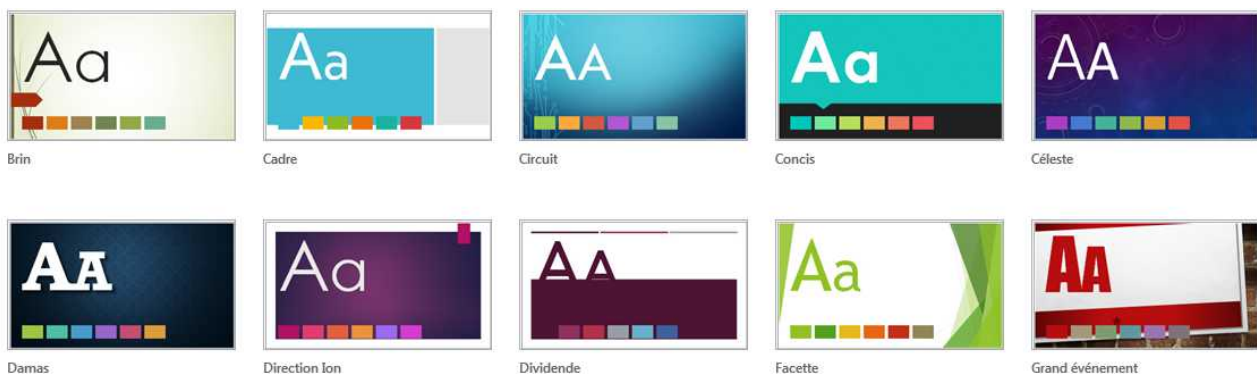 Aa
Aa
AA
Aa
AA
Brin
Cadre
Circuit
Concis
Céleste
AA
Aa
AA
Aa
AA
Damas
Direction Ion
Dividende
Facette
Grand événement